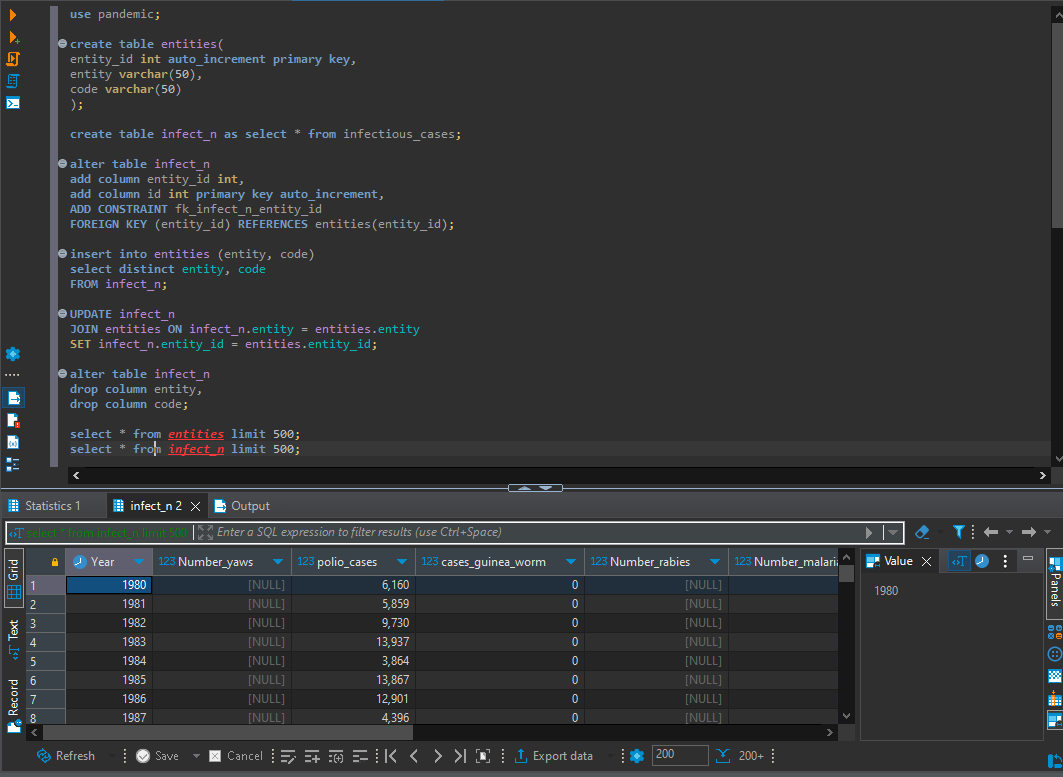 use pandemic;
create table entities(
entity_id int auto_increment primary key,
entity varchar(50),
code varchar(50)
);
create table infect_n as select * from infectious_cases;
alter table infect_n
add column entity_id int,
add column id int primary key auto_increment,
ADD CONSTRAINT fk_infect_n_entity_id
FOREIGN KEY (entity_id) REFERENCES entities(entity_id);
insert into entities (entity, code)
select distinct entity, code
FROM infect_n;
UPDATE infect_n
JOIN entities ON infect_n.entity = entities.entity
SET infect_n.entity_id = entities.entity_id;
alter table infect_n
drop column entity,
drop column code;
select * from entities limit 500;
select * from infect_n limit 500;
Statistics 1 infect_n 2 Output
select * from infect_n limit 500 Enter a SQL expression to filter results (use Ctrl+Space)
Grid Year 123 Number_yaws 123 polio_cases 123 cases_guinea_worm 123 Number_rabies 123 Number_malari Value Panels
1 1980 [NULL] 6,160 0 [NULL] 1980
2 1981 [NULL] 5,859 0 [NULL]
Text 3 1982 [NULL] 9,730 0 [NULL]
4 1983 [NULL] 13,937 0 [NULL]
5 1984 [NULL] 3,864 0 [NULL]
6 1985 [NULL] 13,867 0 [NULL]
Record 7 1986 [NULL] 12,901 0 [NULL]
8 1987 [NULL] 4,396 0 [NULL]
Refresh Save Cancel Export data 200 200+